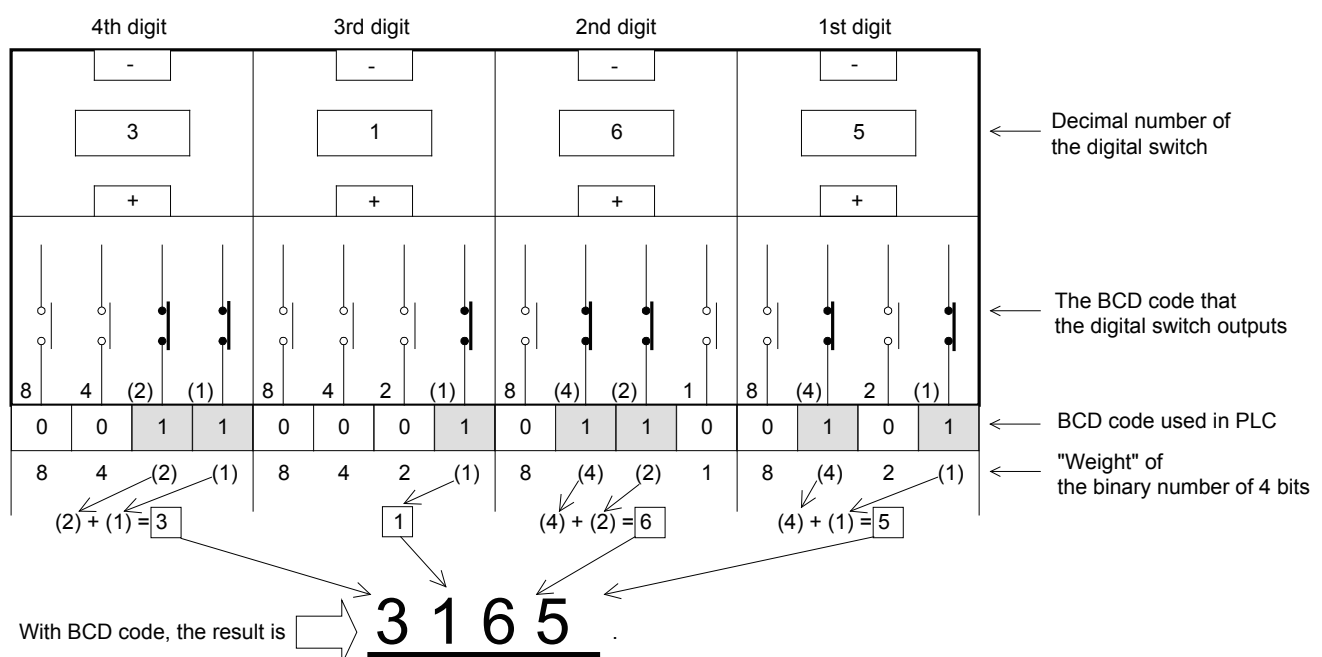 4th digit 3rd digit 2nd digit 1st digit
- - - -
3 1 6 5
Decimal number of
the digital switch
+ + + +
The BCD code that
the digital switch outputs
8 4 (2) (1) 8 4 2 (1) 8 (4) (2) 1 8 (4) 2 (1)
0 0 1 1 0 0 0 1 0 1 1 0 0 1 0 1
BCD code used in PLC
8 4 (2) (1) 8 4 2 (1) 8 (4) (2) 1 8 (4) 2 (1)
"Weight" of
the binary number of 4 bits
(2) + (1) = 3 1 (4) + (2) = 6 (4) + (1) = 5
With BCD code, the result is 3 1 6 5 .